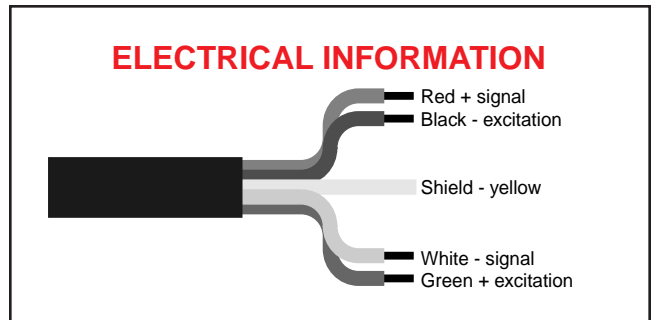 ELECTRICAL INFORMATION
Red + signal
Black - excitation
Shield - yellow
White - signal
Green + excitation